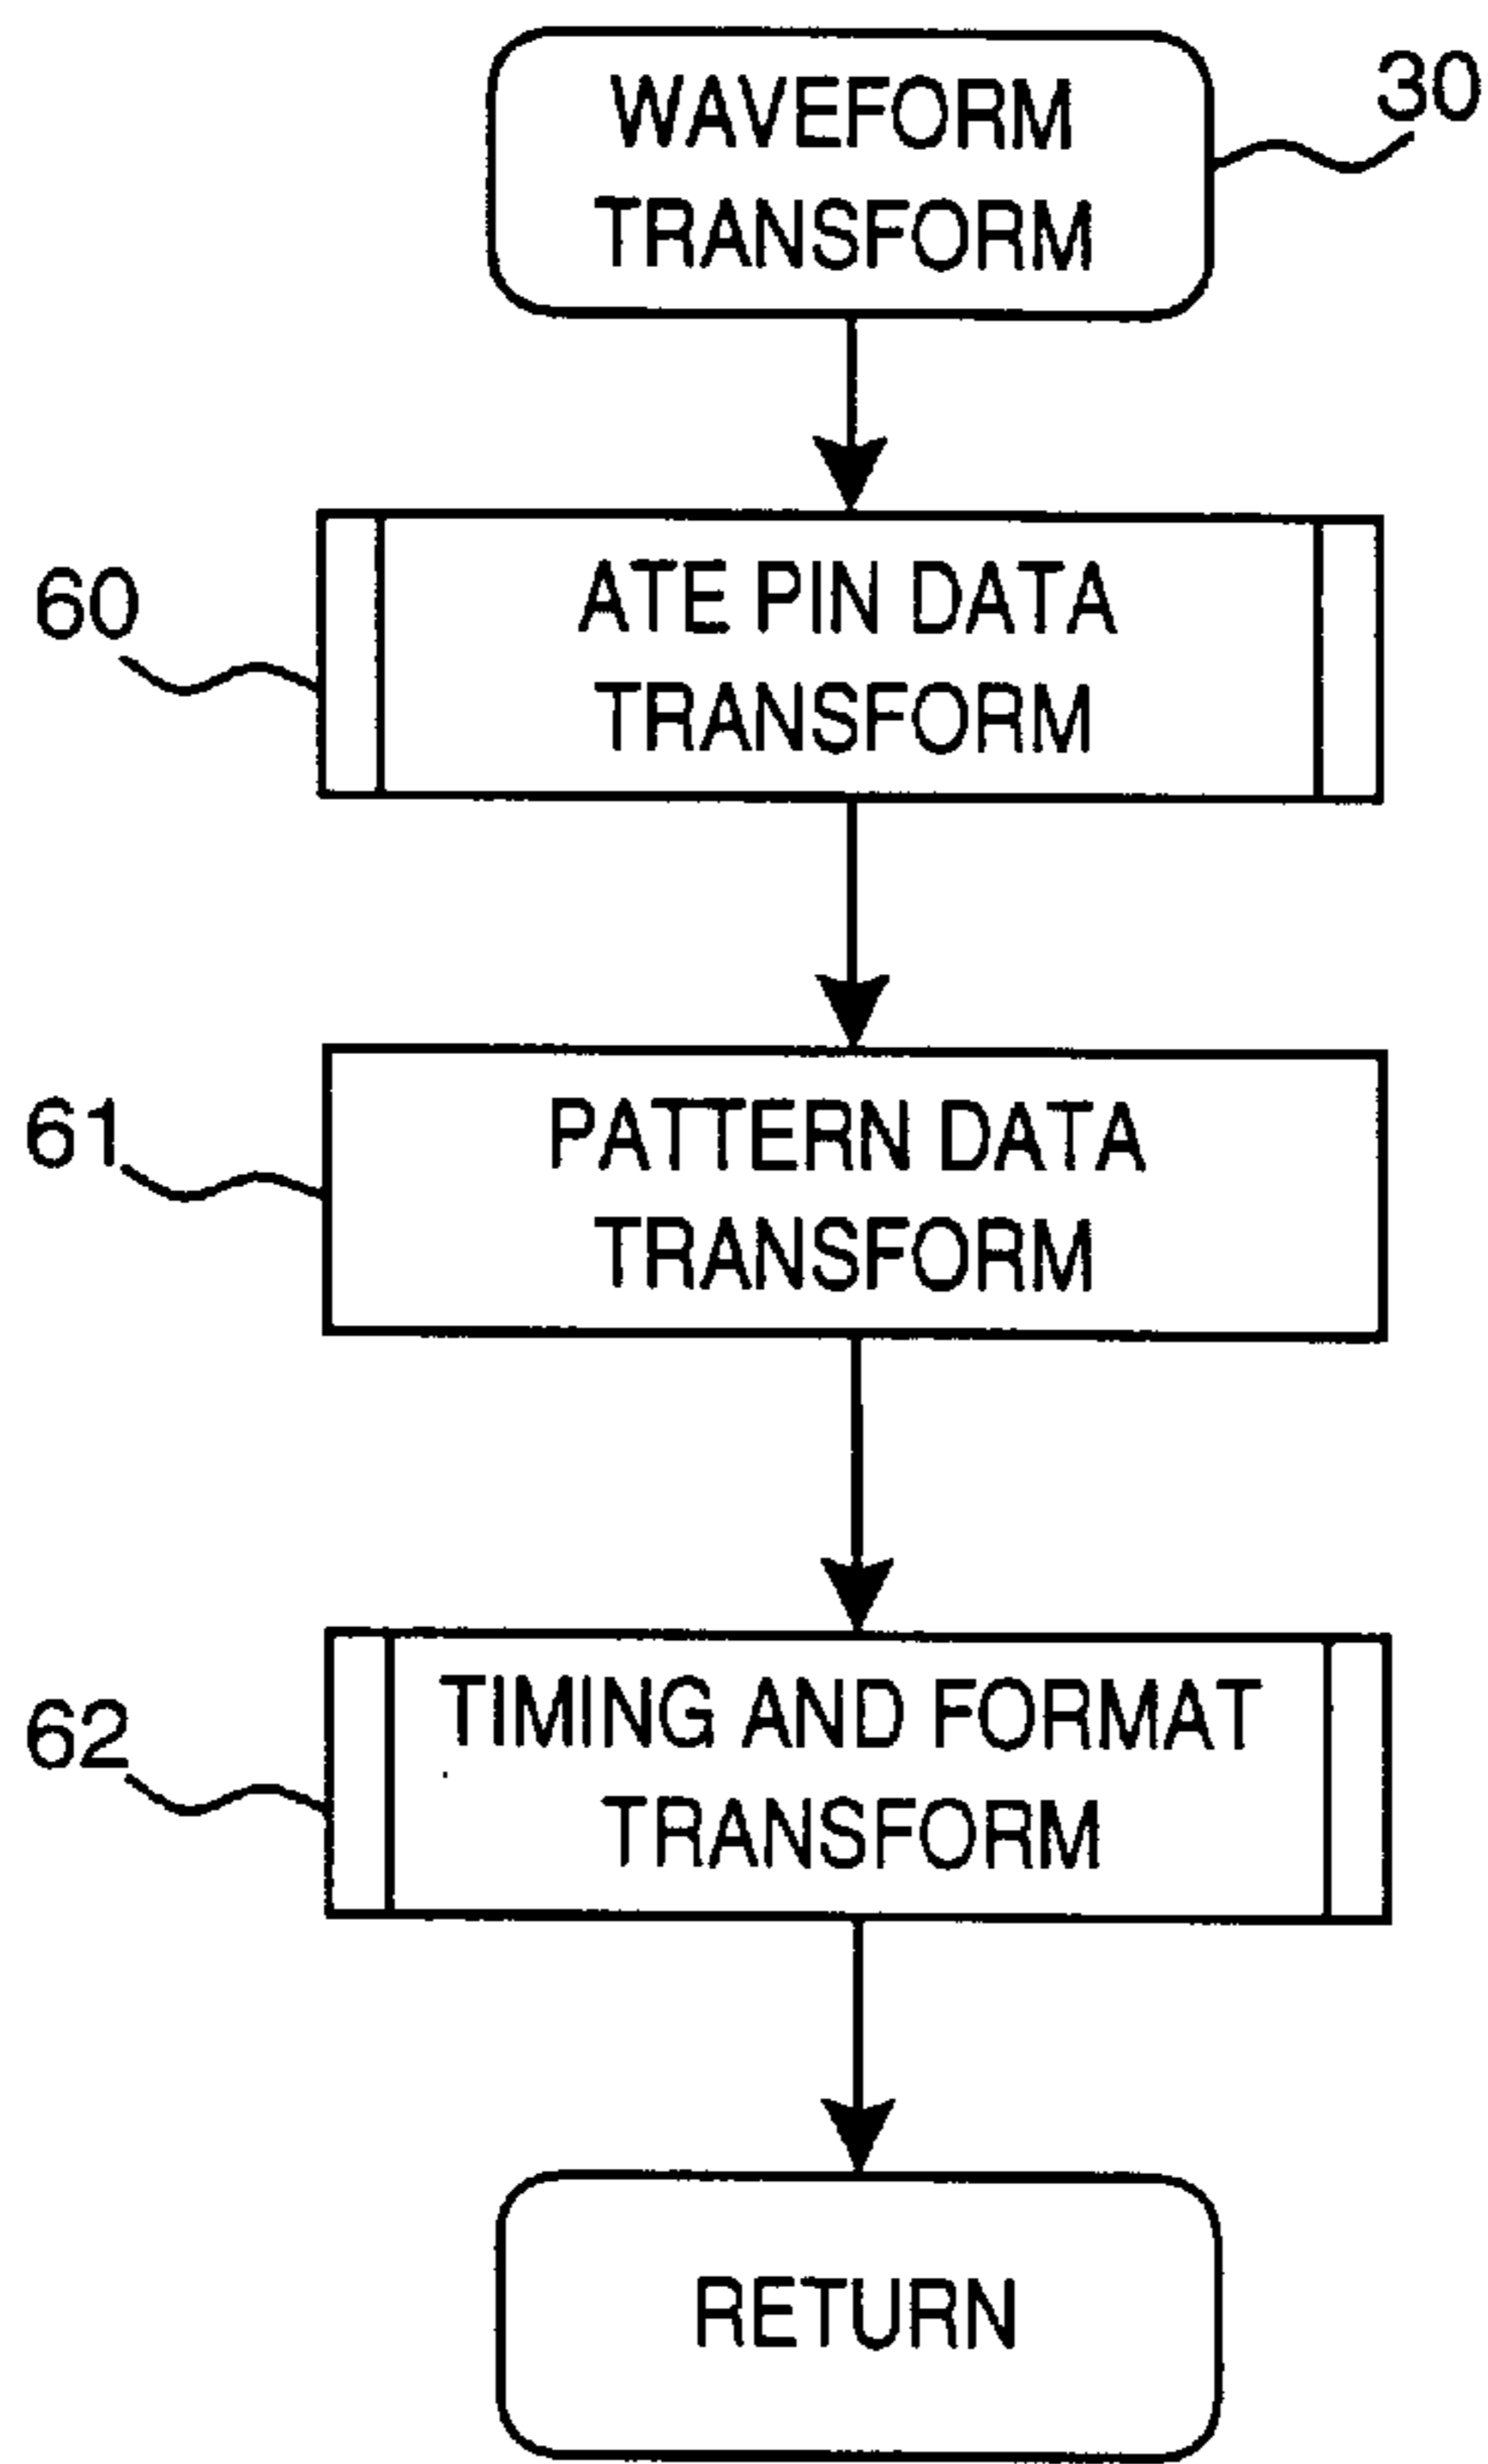 WAVEFORM
TRANSFORM
30
ATE PIN DATA
TRANSFORM
60
PATTERN DATA
TRANSFORM
61
TIMING AND FORMAT
TRANSFORM
62
RETURN